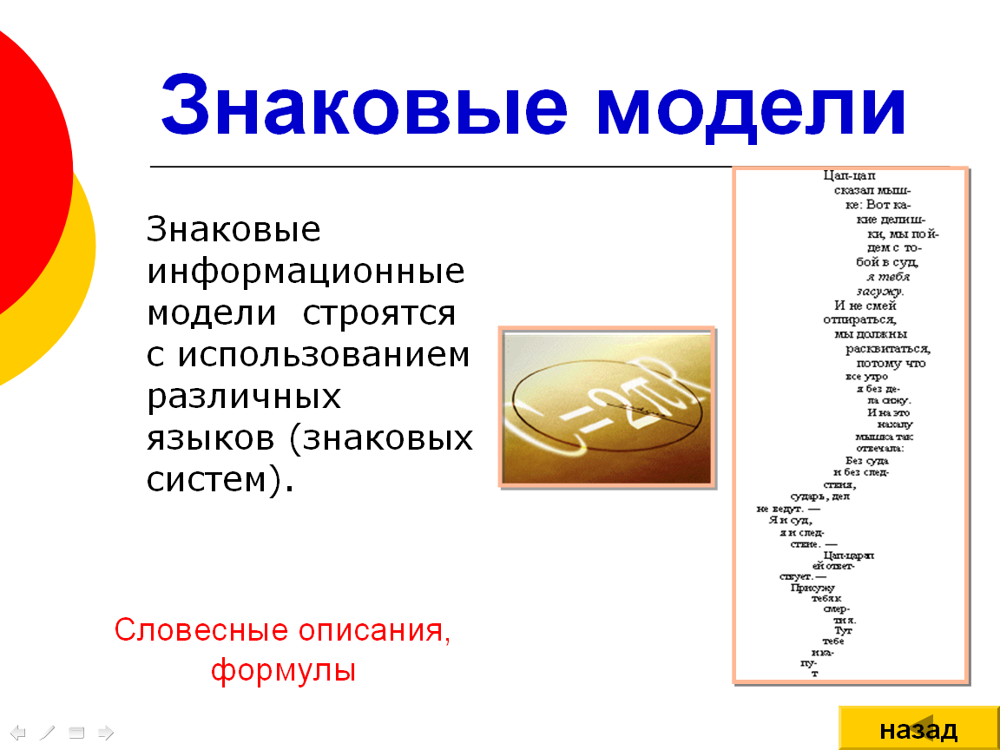 Знаковые модели
Знаковые
информационные
модели строятся
с использованием
различных
языков (знаковых
систем).
Словесные описания,
формулы
C=2πR
Цап-цап
сказал мыш-
ке: Вот ка-
кие делиш-
ки, мы пой-
дем с то-
бой в суд,
я тебя
засужу.
И не смей
отпираться,
мы должны
расквитаться,
потому что
все утро
я без де-
ла сижу.
И на это
нахалу
мышка так
отвечала:
Без суда
и без след-
ствия,
сударь, дел
не ведут. —
Я и суд,
я и след-
ствие. —
Цап-царап
ей ответ-
ствует. —
Присужу
тебя к
смер-
ти я.
Тут
тебе
и ка-
пу-
т
назад